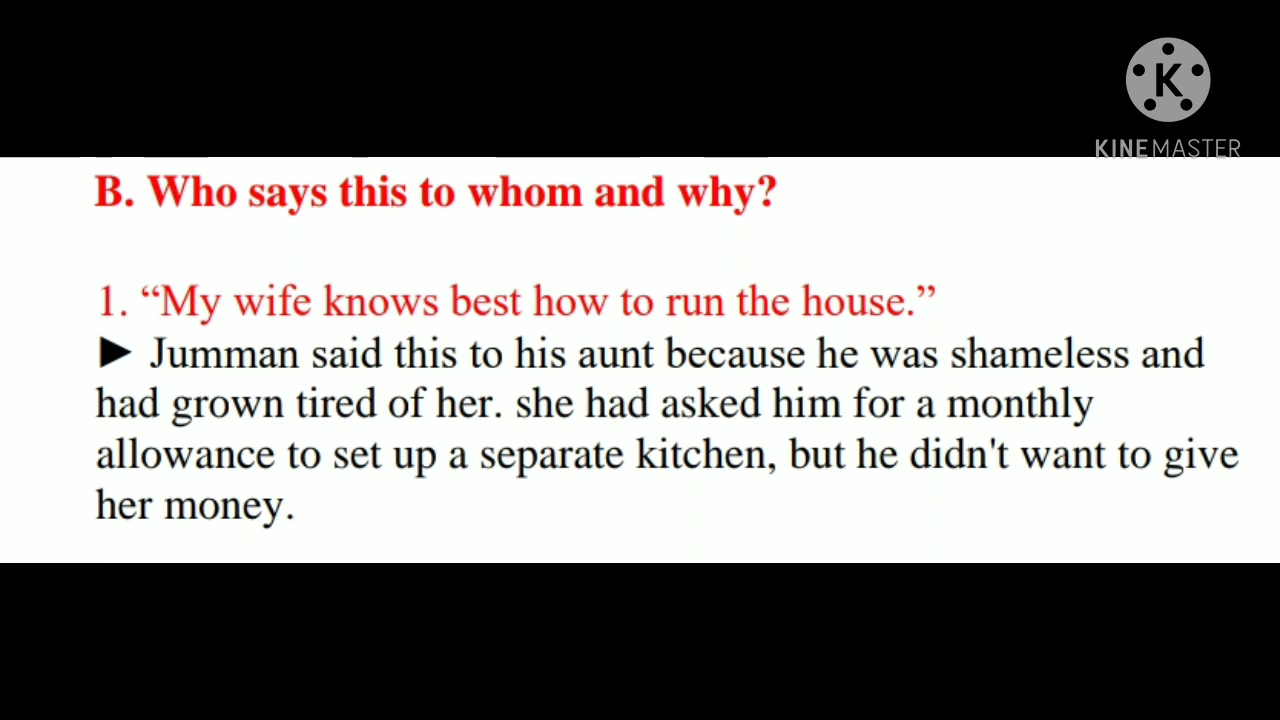 K
KINEMASTER
B. Who says this to whom and why?
1. “My wife knows best how to run the house.”
► Jumman said this to his aunt because he was shameless and
had grown tired of her. she had asked him for a monthly
allowance to set up a separate kitchen, but he didn't want to give
her money.